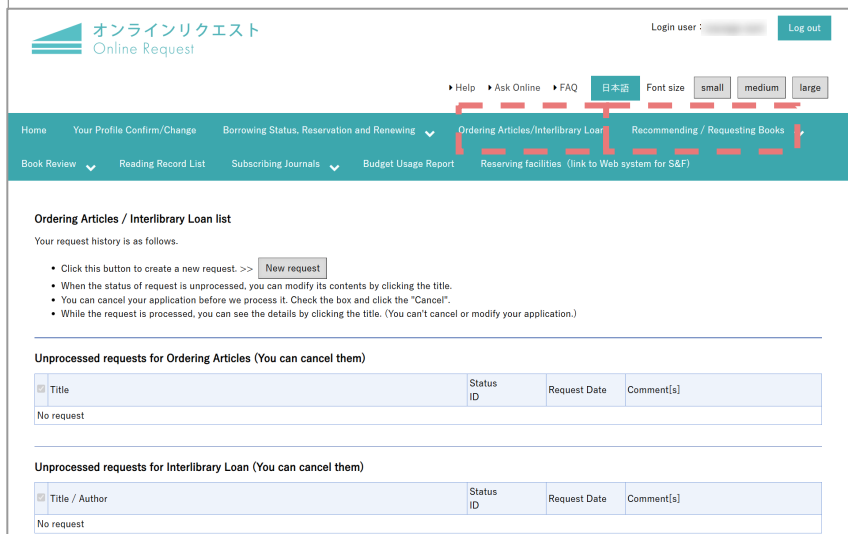 オンラインリクエスト
Online Request
Login user :
Log out
Help Ask Online FAQ 日本語 Font size small medium large
Home Your Profile Confirm/Change Borrowing Status, Reservation and Renewing Ordering Articles/Interlibrary Loan Recommending / Requesting Books
Book Review Reading Record List Subscribing Journals Budget Usage Report Reserving facilities (link to Web system for S&F)
Ordering Articles / Interlibrary Loan list
Your request history is as follows.
• Click this button to create a new request. >> New request
• When the status of request is unprocessed, you can modify its contents by clicking the title.
• You can cancel your application before we process it. Check the box and click the "Cancel".
• While the request is processed, you can see the details by clicking the title. (You can't cancel or modify your application.)
Unprocessed requests for Ordering Articles (You can cancel them)
Title Status ID Request Date Comment[s]
No request
Unprocessed requests for Interlibrary Loan (You can cancel them)
Title / Author Status ID Request Date Comment[s]
No request